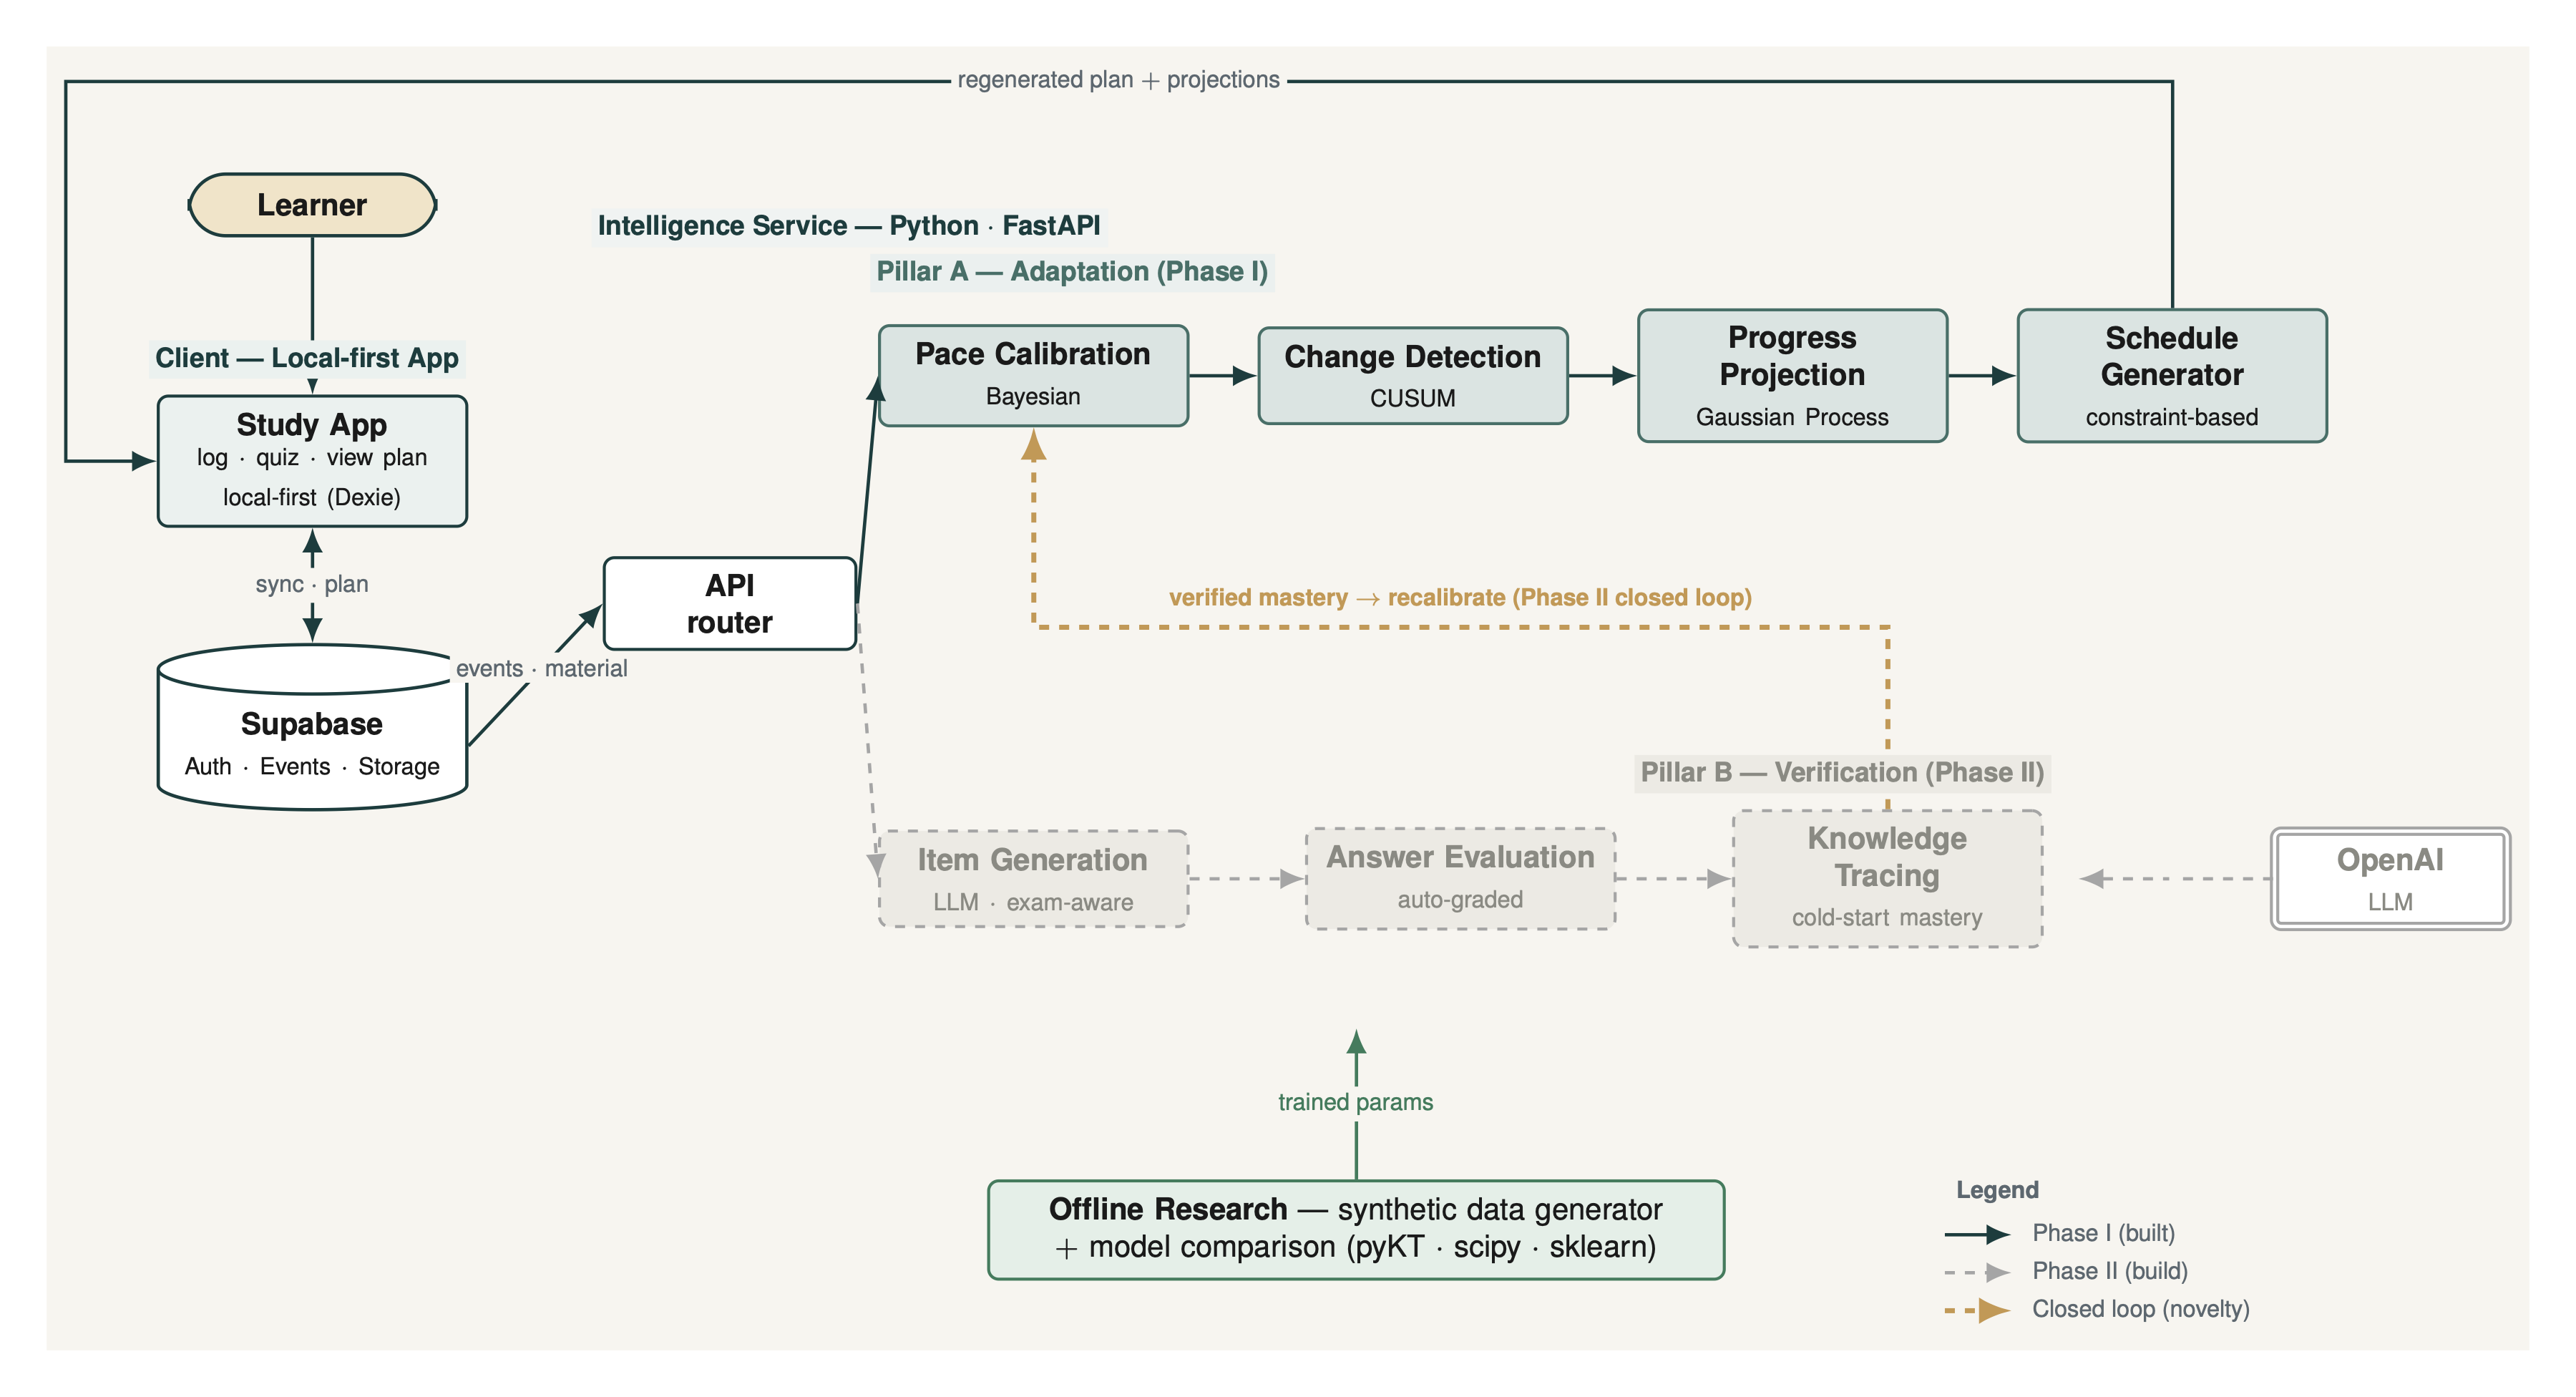 regenerated plan + projections
Learner
Intelligence Service — Python · FastAPI
Pillar A — Adaptation (Phase I)
Client — Local-first App
Study App
log · quiz · view plan
local-first (Dexie)
Pace Calibration
Bayesian
Change Detection
CUSUM
Progress
Projection
Gaussian Process
Schedule
Generator
constraint-based
sync · plan
API
router
verified mastery → recalibrate (Phase II closed loop)
events · material
Supabase
Auth · Events · Storage
Pillar B — Verification (Phase II)
Item Generation
LLM · exam-aware
Answer Evaluation
auto-graded
Knowledge
Tracing
cold-start mastery
OpenAI
LLM
trained params
Offline Research — synthetic data generator
+ model comparison (pyKT · scipy · sklearn)
Legend
Phase I (built)
Phase II (build)
Closed loop (novelty)